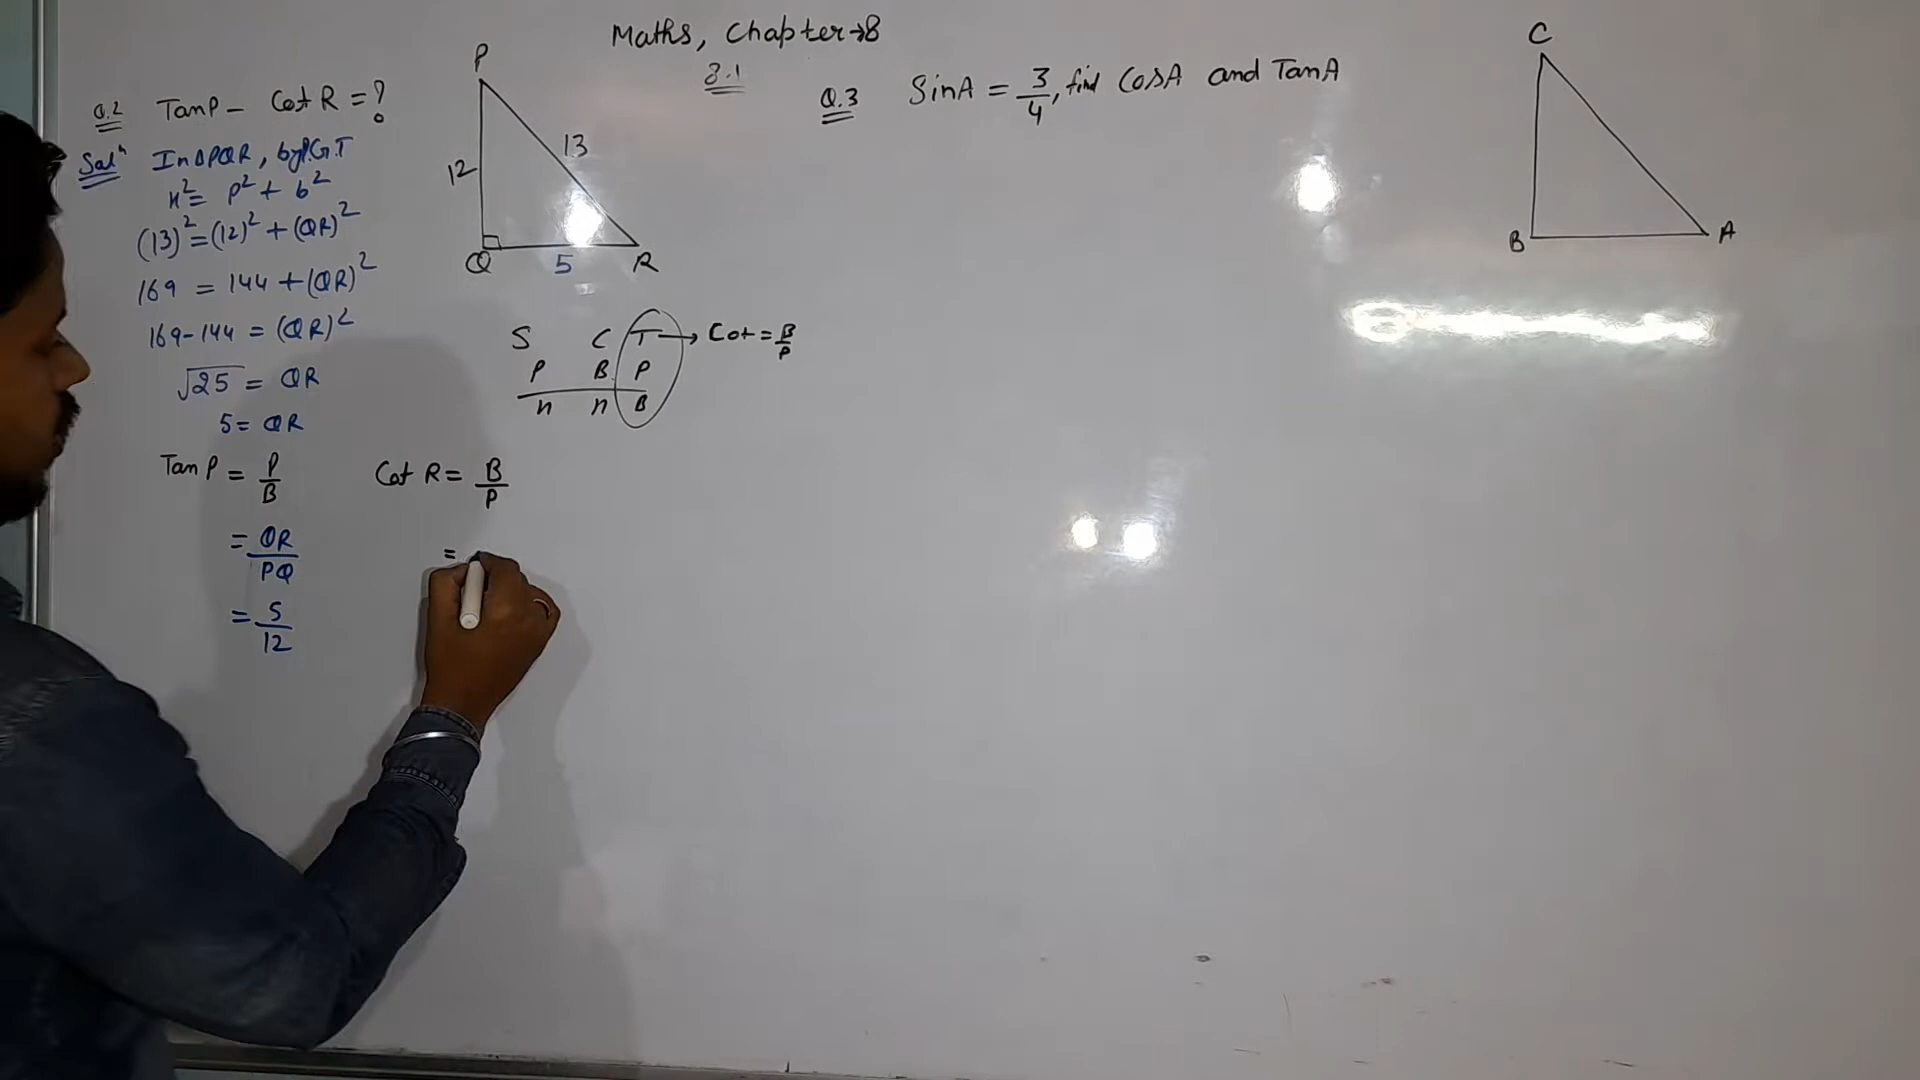 Maths, Chapter→8
8.1
Q.2 TanP - Cot R = ?
Solⁿ In △PQR, by P.G.T
H² = P² + b²
(13)² = (12)² + (QR)²
169 = 144 + (QR)²
169-144 = (QR)²
√25 = QR
5 = QR
Tan P = P/B
= QR/PQ
= 5/12
Cot R = B/P
=
P
12
13
Q
5
R
S C T → Cot = B/P
P B P
H H B
Q.3 SinA = 3/4, find CosA and TanA
C
B
A